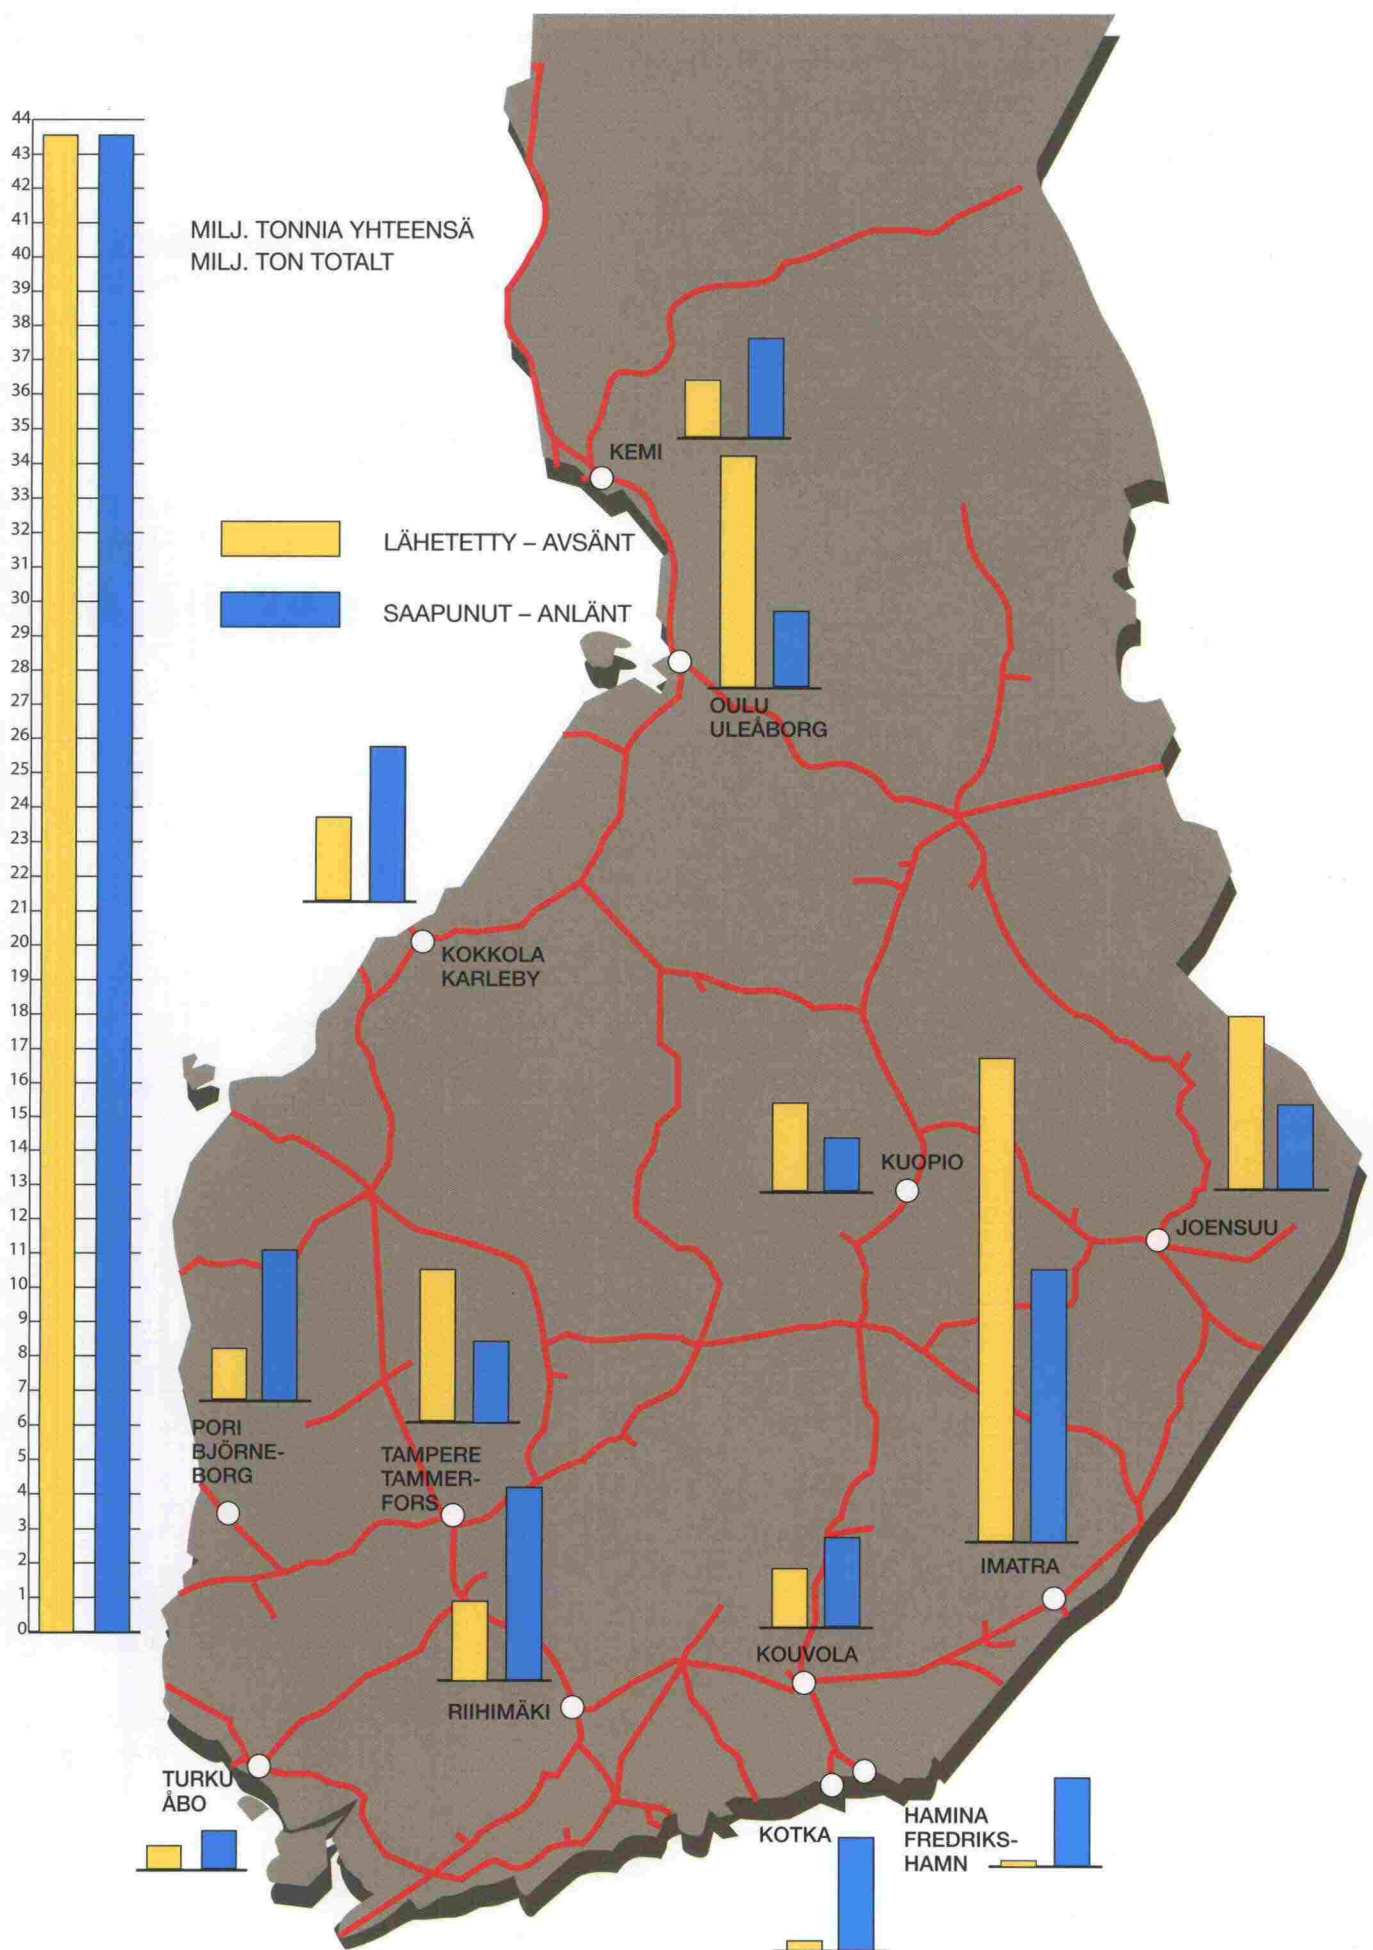 44
43
42
41
40
39
38
37
36
35
34
33
32
31
30
29
28
27
26
25
24
23
22
21
20
19
18
17
16
15
14
13
12
11
10
9
8
7
6
5
4
3
2
1
0
MILJ. TONNIA YHTEENSÄ
MILJ. TON TOTALT
LÄHETETTY – AVSÄNT
SAAPUNUT – ANLÄNT
KEMI
OULU
ULEÅBORG
KOKKOLA
KARLEBY
KUOPIO
JOENSUU
PORI
BJÖRNE-
BORG
TAMPERE
TAMMER-
FORS
IMATRA
KOUVOLA
RIIHIMÄKI
TURKU
ÅBO
KOTKA
HAMINA
FREDRIKS-
HAMN